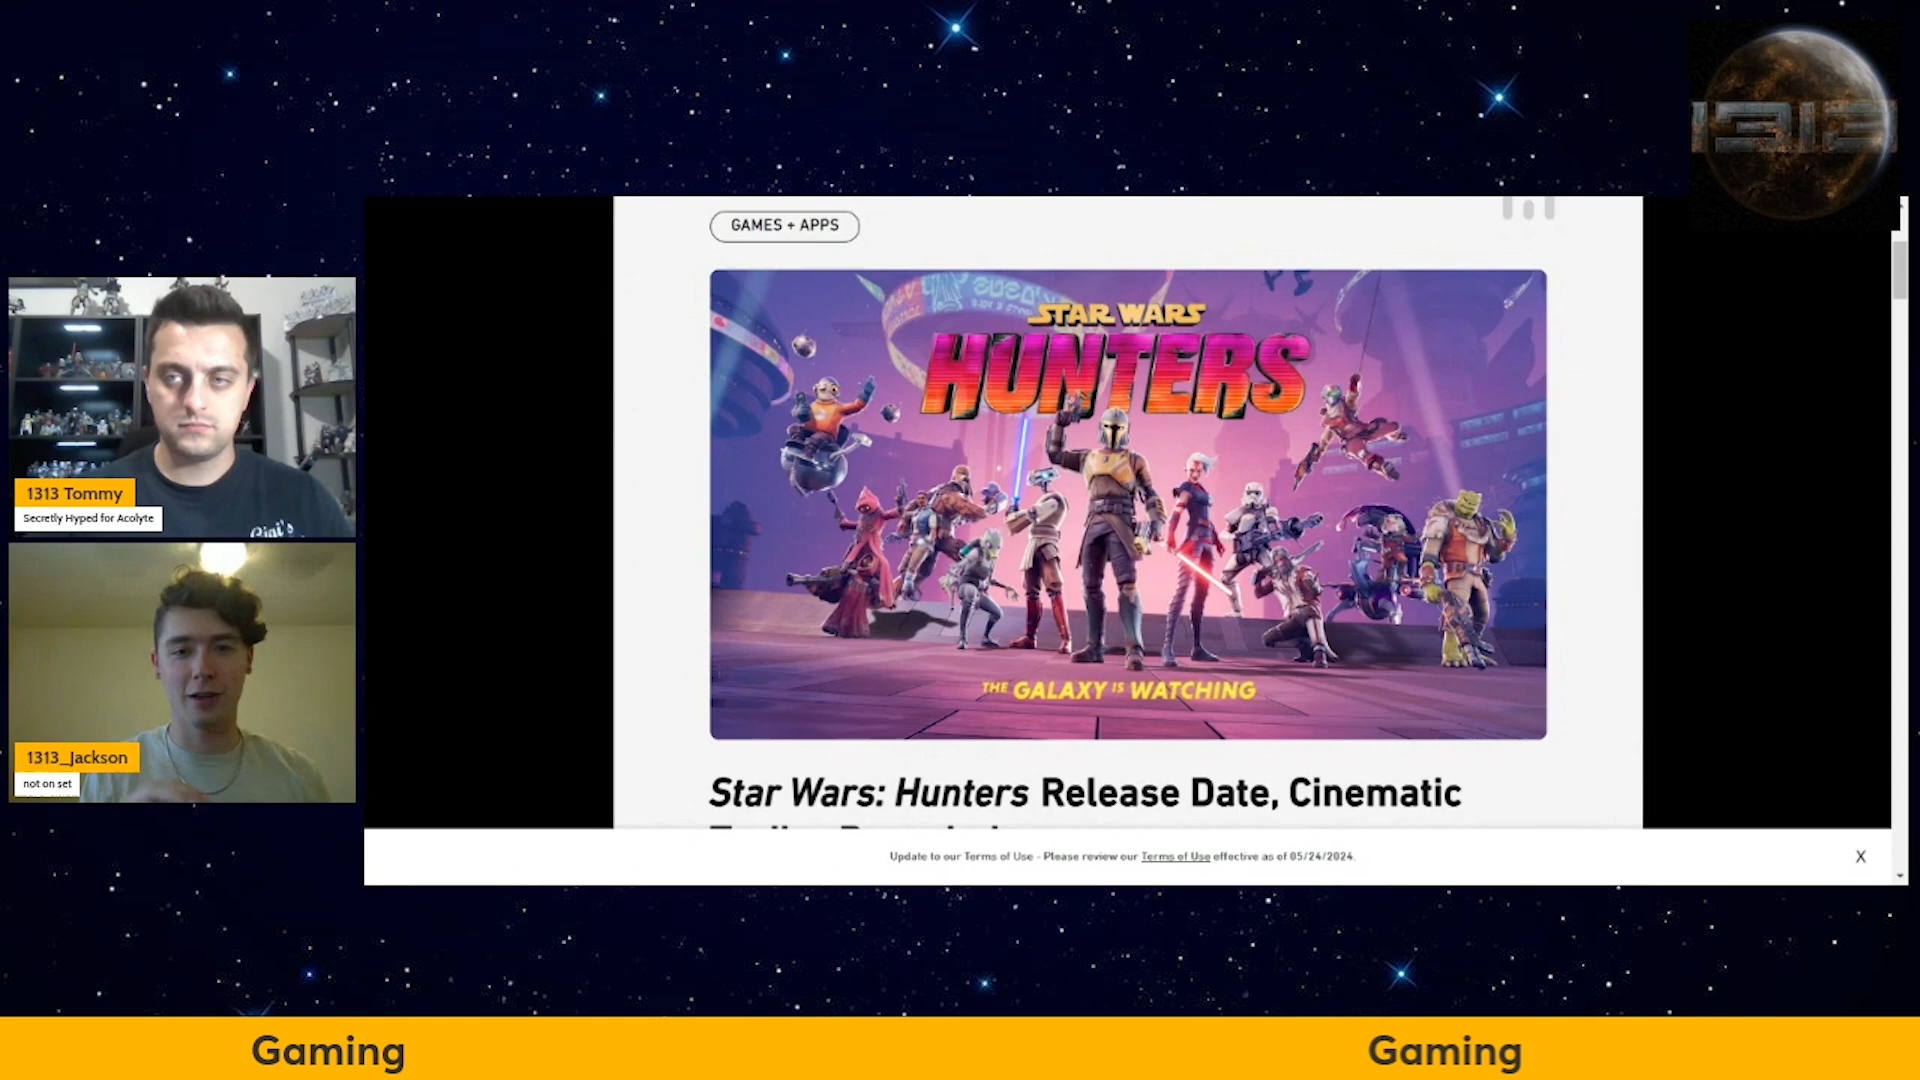 1313
GAMES + APPS
STAR WARS
HUNTERS
THE GALAXY IS WATCHING
1313 Tommy
Secretly Hyped for Acolyte
Gigi's
1313_Jackson
not on set
Star Wars: Hunters Release Date, Cinematic
Update to our Terms of Use - Please review our Terms of Use effective as of 05/24/2024.
X
Gaming
Gaming